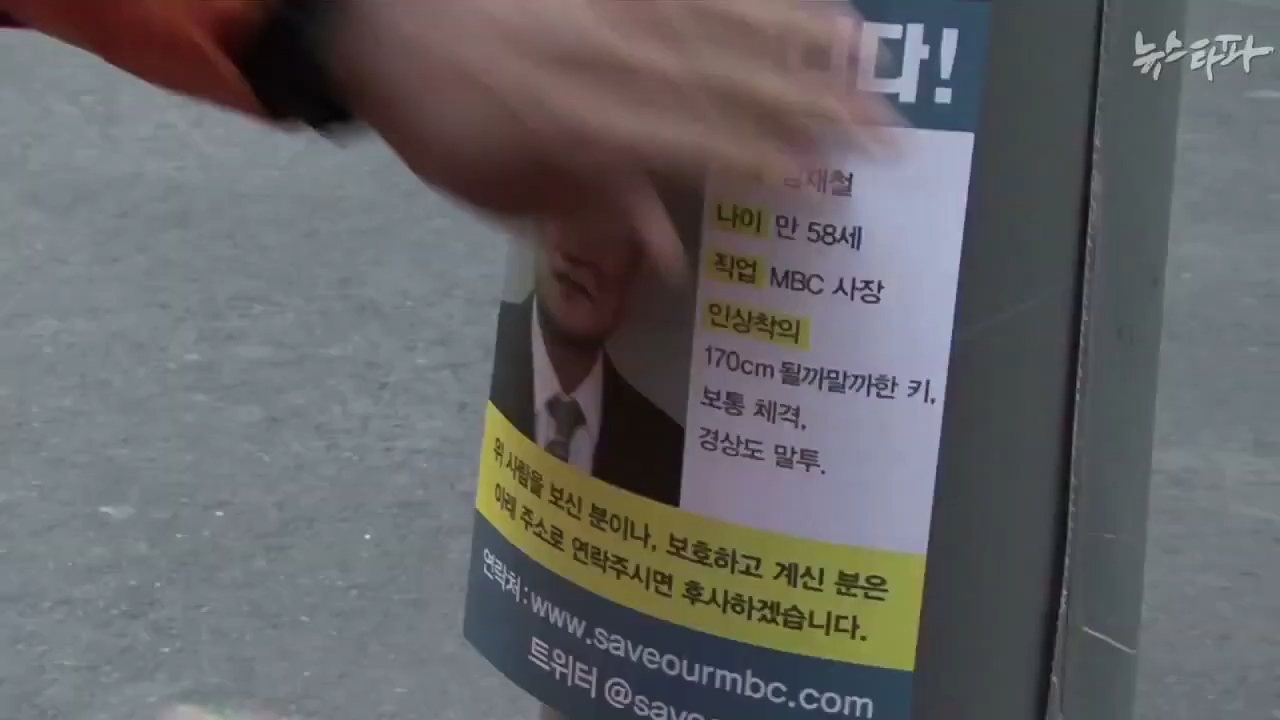 다!
뉴스타파
김재철
나이 만 58세
직업 MBC 사장
인상착의
170cm 될까말까한 키,
보통 체격,
경상도 말투.
위 사람을 보신 분이나, 보호하고 계신 분은
아래 주소로 연락주시면 후사하겠습니다.
연락처: www.saveourmbc.com
트위터